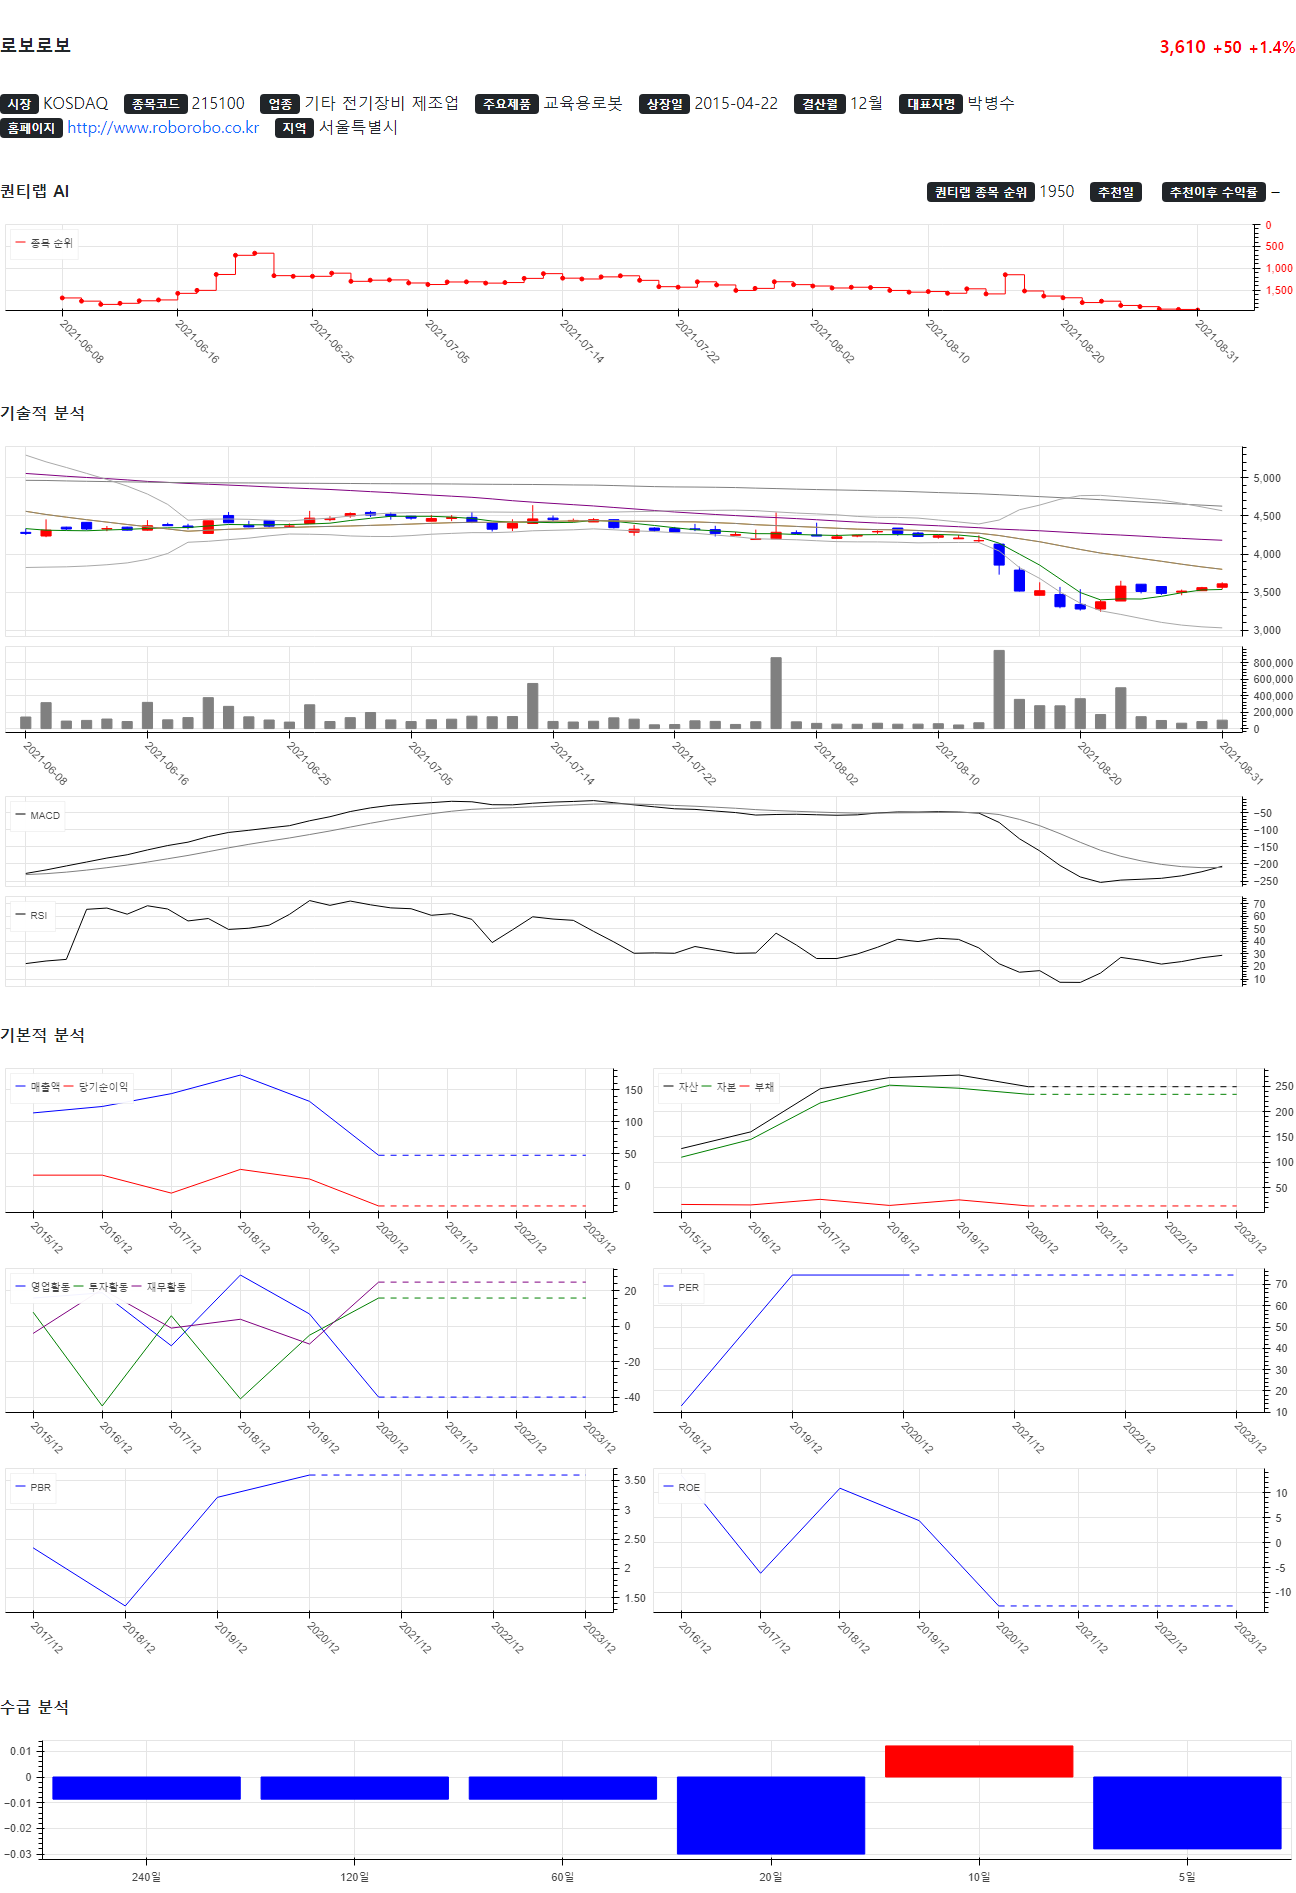 로보로보
3,610 +50 +1.4%
시장 KOSDAQ 종목코드 215100 업종 기타 전기장비 제조업 주요제품 교육용로봇 상장일 2015-04-22 결산월 12월 대표자명 박병수
홈페이지 http://www.roborobo.co.kr 지역 서울특별시
퀀티랩 AI
퀀티랩 종목 순위 1950 추천일 추천이후 수익률 –
종목 순위
0
500
1,000
1,500
2021-06-08 2021-06-16 2021-06-25 2021-07-05 2021-07-14 2021-07-22 2021-08-02 2021-08-10 2021-08-20 2021-08-31
기술적 분석
5,000
4,500
4,000
3,500
3,000
800,000
600,000
400,000
200,000
0
2021-06-08 2021-06-16 2021-06-25 2021-07-05 2021-07-14 2021-07-22 2021-08-02 2021-08-10 2021-08-20 2021-08-31
MACD
−50
−100
−150
−200
−250
RSI
70
60
50
40
30
20
10
기본적 분석
매출액 당기순이익
150
100
50
0
2015/12 2016/12 2017/12 2018/12 2019/12 2020/12 2021/12 2022/12 2023/12
자산 자본 부채
250
200
150
100
50
2015/12 2016/12 2017/12 2018/12 2019/12 2020/12 2021/12 2022/12 2023/12
영업활동 투자활동 재무활동
20
0
-20
-40
2015/12 2016/12 2017/12 2018/12 2019/12 2020/12 2021/12 2022/12 2023/12
PER
70
60
50
40
30
20
10
2018/12 2019/12 2020/12 2021/12 2022/12 2023/12
PBR
3.50
3
2.50
2
1.50
2017/12 2018/12 2019/12 2020/12 2021/12 2022/12 2023/12
ROE
10
5
0
-5
-10
2016/12 2017/12 2018/12 2019/12 2020/12 2021/12 2022/12 2023/12
수급 분석
0.01
0
−0.01
−0.02
−0.03
240일 120일 60일 20일 10일 5일